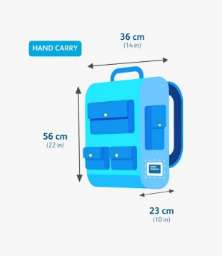 36 cm
(14 in)
HAND CARRY
56 cm
(22 in)
23 cm
(10 in)